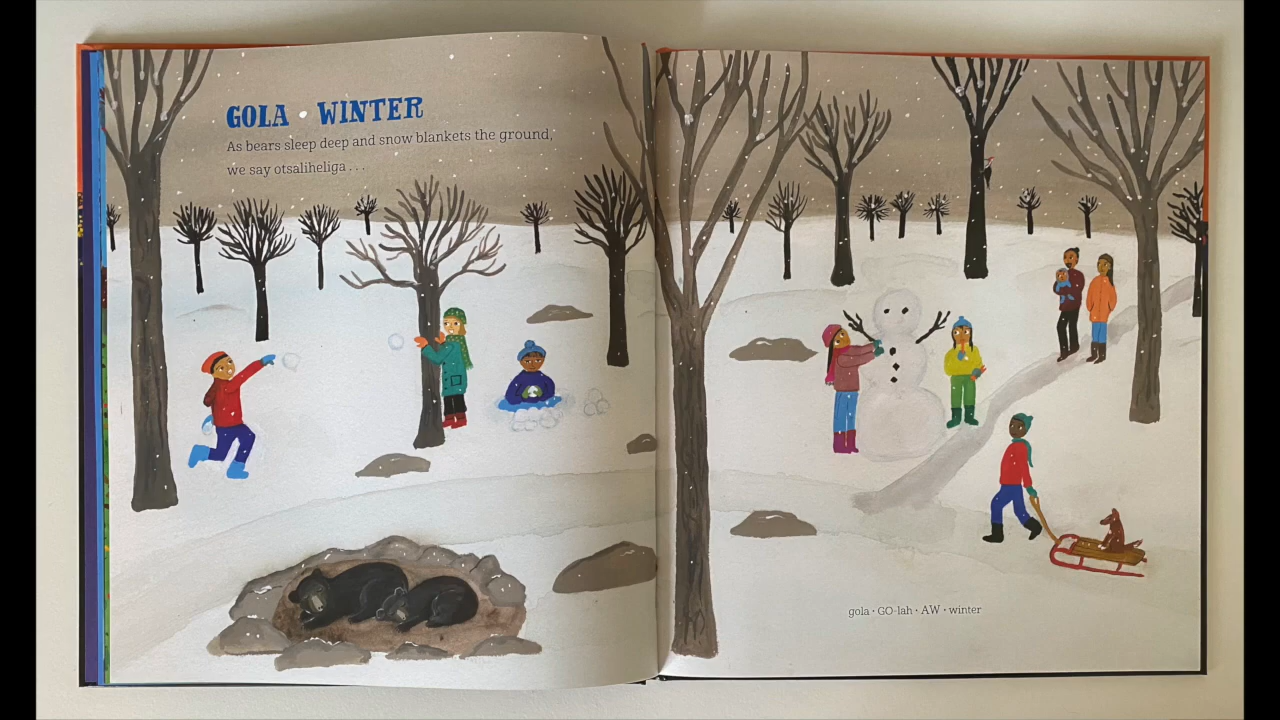 GOLA • WINTER
As bears sleep deep and snow blankets the ground,
we say otsaliheliga . . .
gola • GO-lah • AW • winter